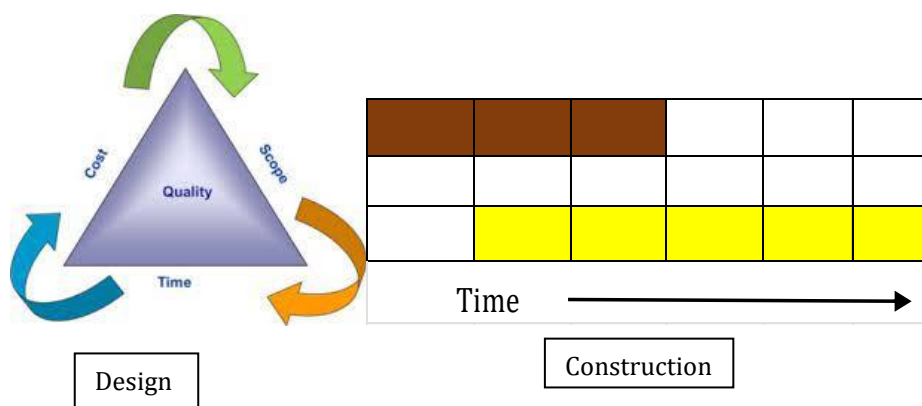 Cost
Scope
Quality
Time
Time
Design
Construction